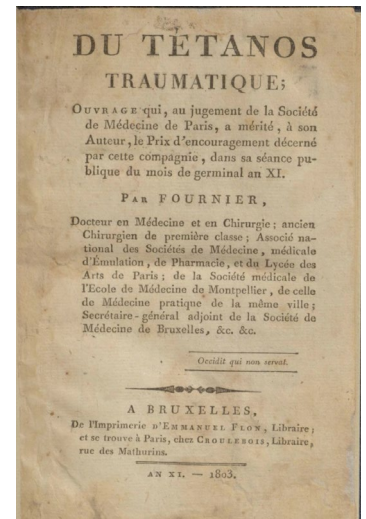 DU TÉTANOS
TRAUMATIQUE;
OUVRAGE qui, au jugement de la Société
de Médecine de Paris, a mérité, à son
Auteur, le Prix d'encouragement décerné
par cette compagnie, dans sa séance pu-
blique du mois de germinal an XI.
PAR FOURNIER,
Docteur en Médecine et en Chirurgie; ancien
Chirurgien de première classe; Associé na-
tional des Sociétés de Médecine, médicale
d'Émulation, de Pharmacie, et du Lycée des
Arts de Paris; de la Société médicale de
l'Ecole de Médecine de Montpellier, de celle
de Médecine pratique de la même ville;
Secrétaire-général adjoint de la Société de
Médecine de Bruxelles, &c. &c.
Occidit qui non servat.
A BRUXELLES,
De l'Imprimerie d'EMMANUEL FLON, Libraire;
et se trouve à Paris, chez CROULEBOIS, Libraire,
rue des Mathurins.
AN XI. — 1803.